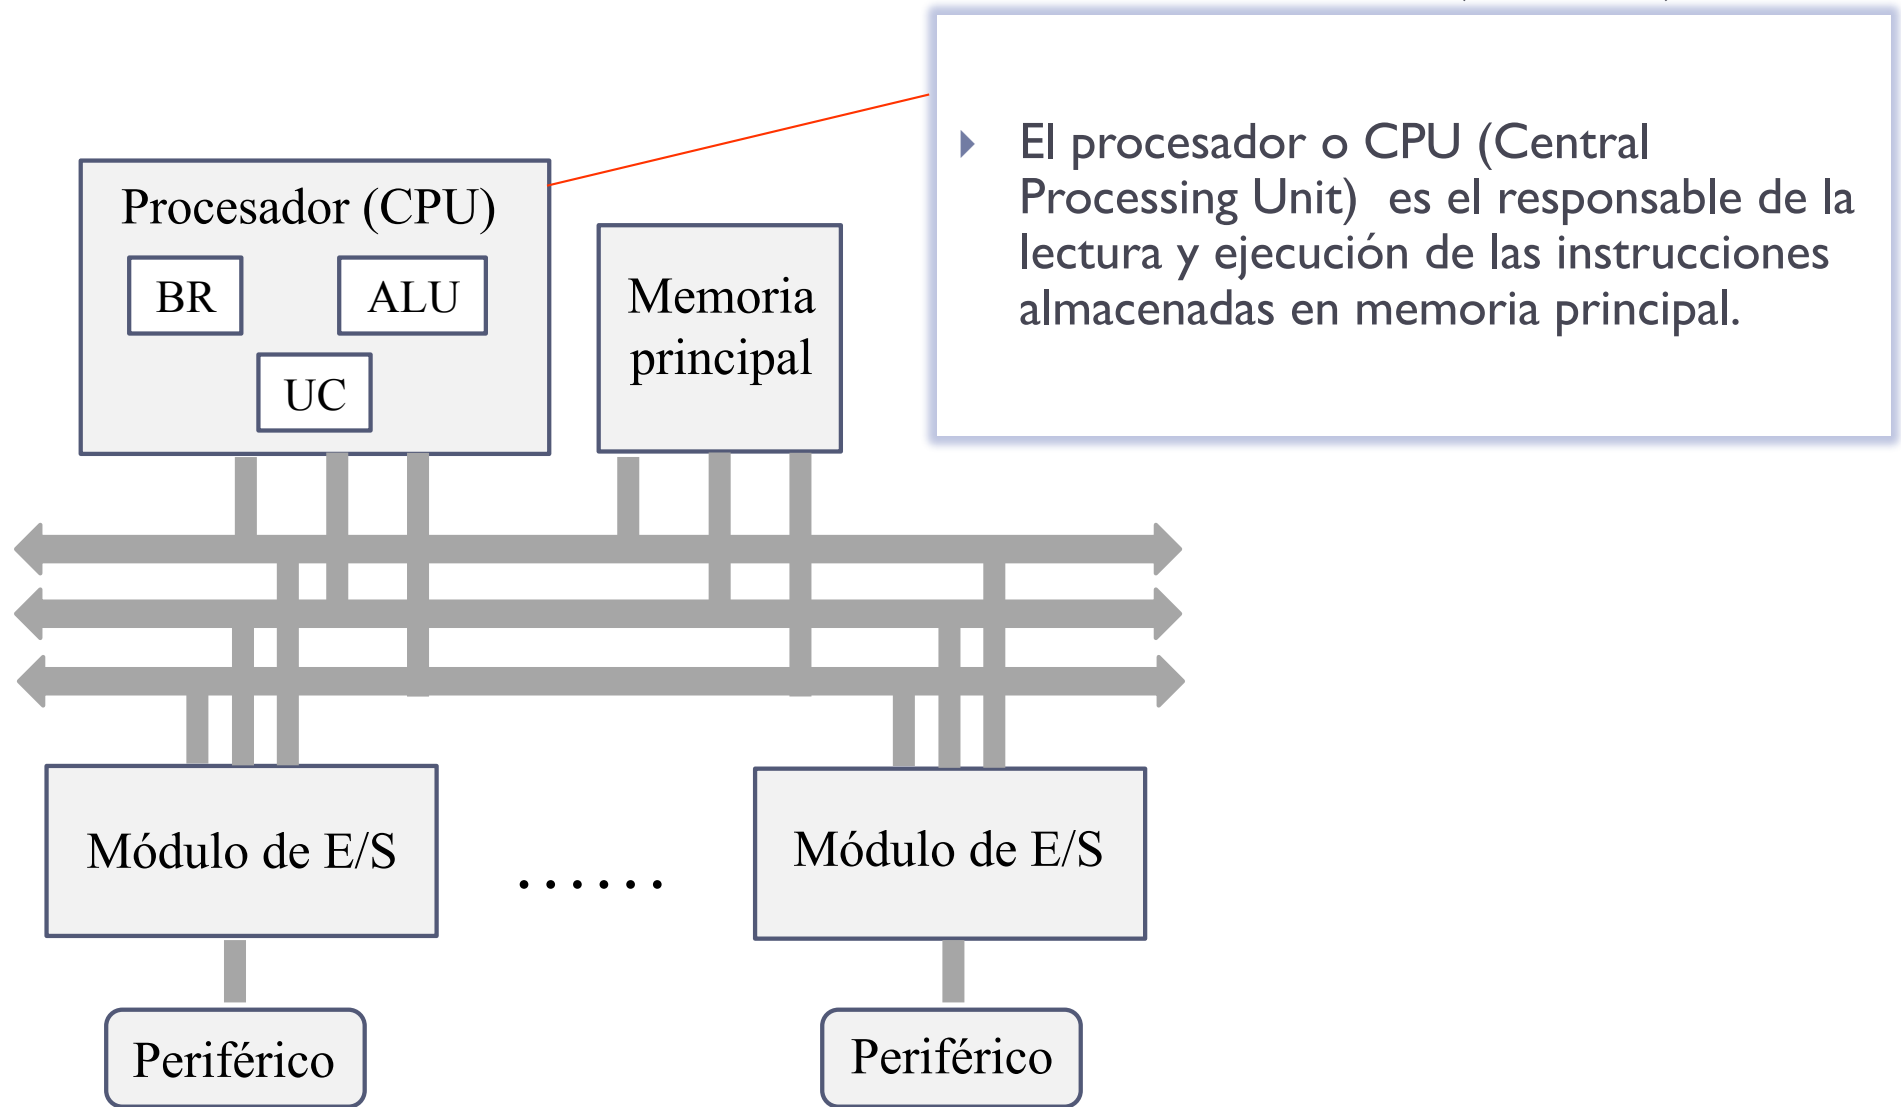 El procesador o CPU (Central
Processing Unit) es el responsable de la
lectura y ejecución de las instrucciones
almacenadas en memoria principal.
Procesador (CPU)
BR
ALU
UC
Memoria
principal
Módulo de E/S
......
Módulo de E/S
Periférico
Periférico